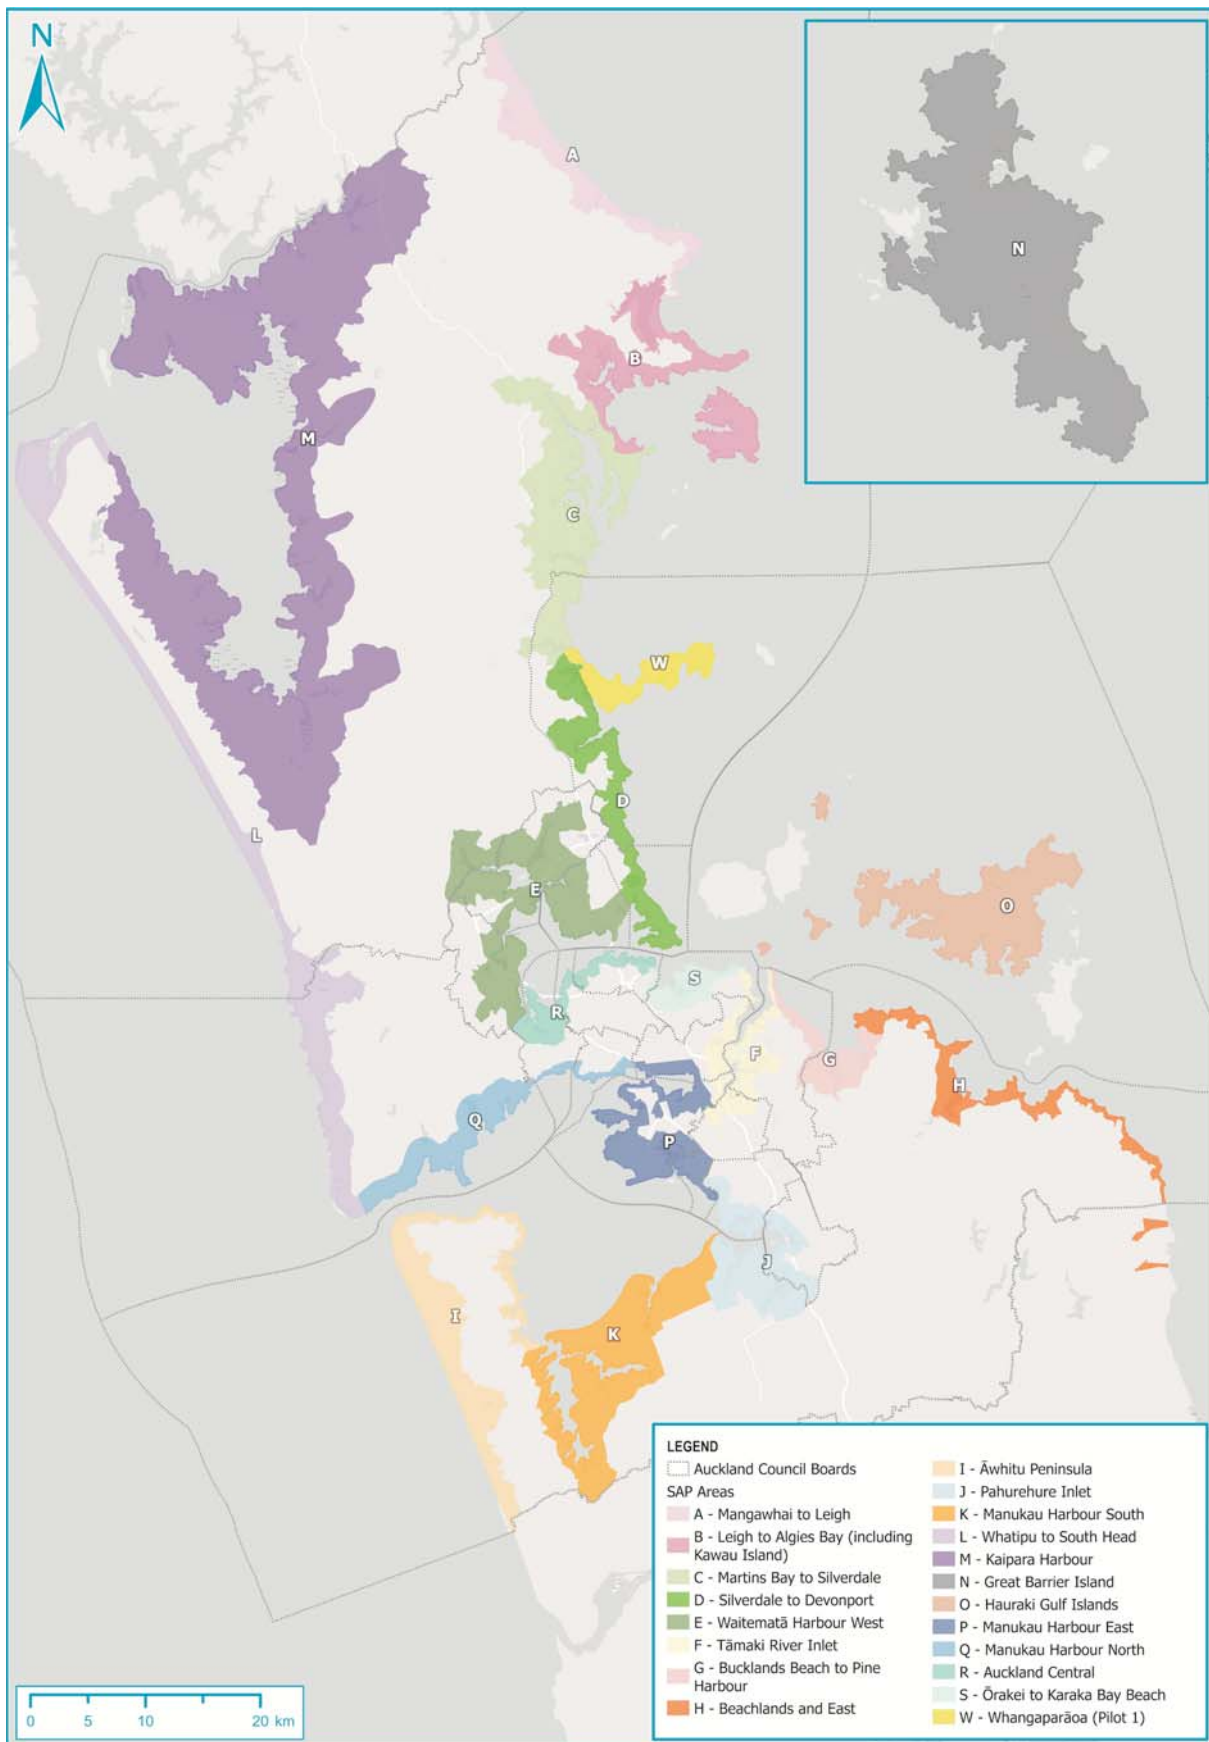 N
A
N
B
M
C
W
D
L
E
O
S
R
F
G
H
Q
P
J
I
K
LEGEND
Auckland Council Boards
SAP Areas
A - Mangawhai to Leigh
B - Leigh to Algies Bay (including
Kawau Island)
C - Martins Bay to Silverdale
D - Silverdale to Devonport
E - Waitematā Harbour West
F - Tāmaki River Inlet
G - Bucklands Beach to Pine
Harbour
H - Beachlands and East
I - Āwhitu Peninsula
J - Pahurehure Inlet
K - Manukau Harbour South
L - Whatipu to South Head
M - Kaipara Harbour
N - Great Barrier Island
O - Hauraki Gulf Islands
P - Manukau Harbour East
Q - Manukau Harbour North
R - Auckland Central
S - Ōrakei to Karaka Bay Beach
W - Whangaparāoa (Pilot 1)
0 5 10 20 km